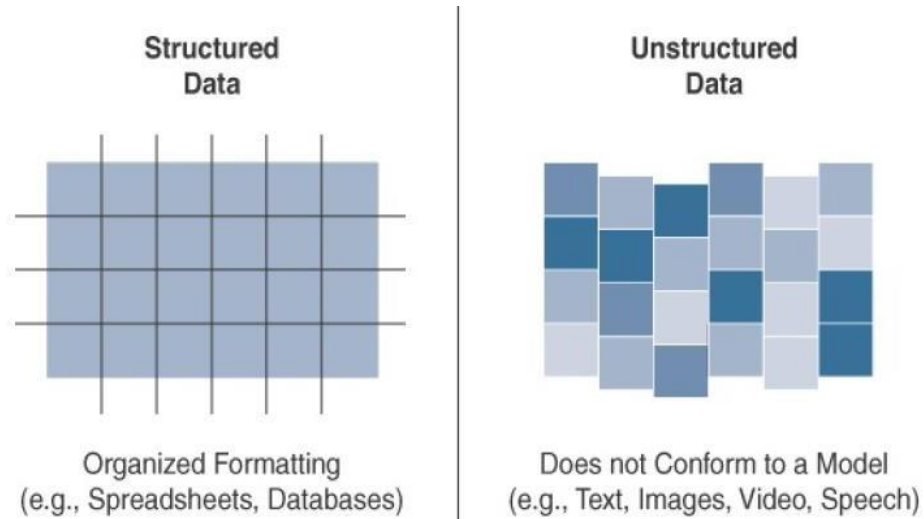 Structured
Data
Organized Formatting
(e.g., Spreadsheets, Databases)
Unstructured
Data
Does not Conform to a Model
(e.g., Text, Images, Video, Speech)